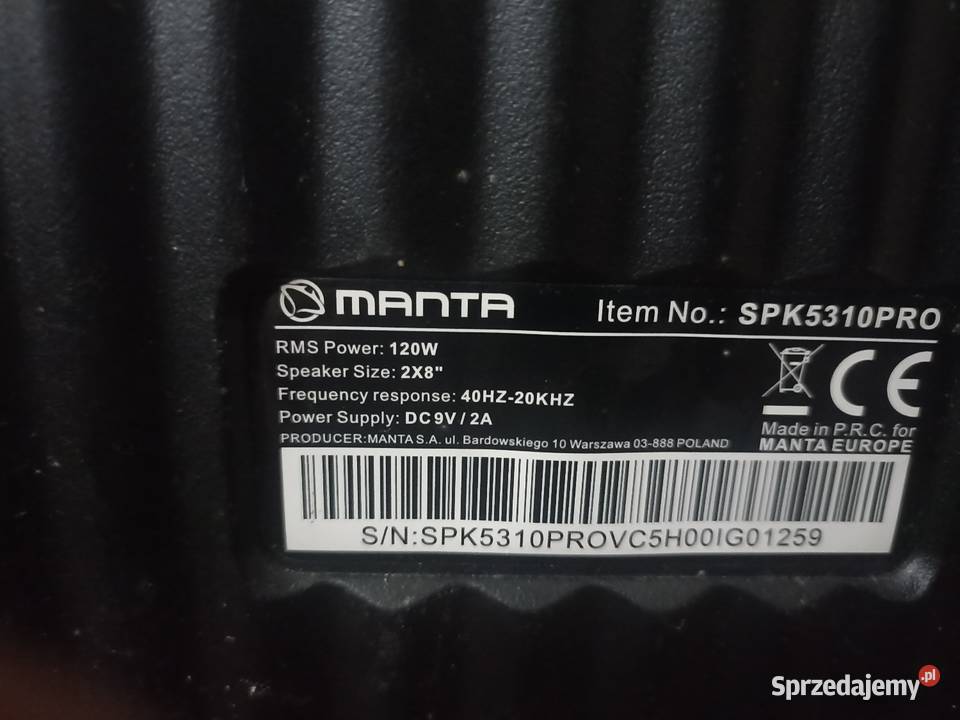 MANTA
Item No.: SPK5310PRO
RMS Power: 120W
Speaker Size: 2X8"
Frequency response: 40HZ-20KHZ
Power Supply: DC 9V / 2A
PRODUCER:MANTA S.A. ul. Bardowskiego 10 Warszawa 03-888 POLAND
CE
Made in P.R.C. for
MANTA EUROPE
S/N:SPK5310PROVC5H00IG01259
Sprzedajemy.pl